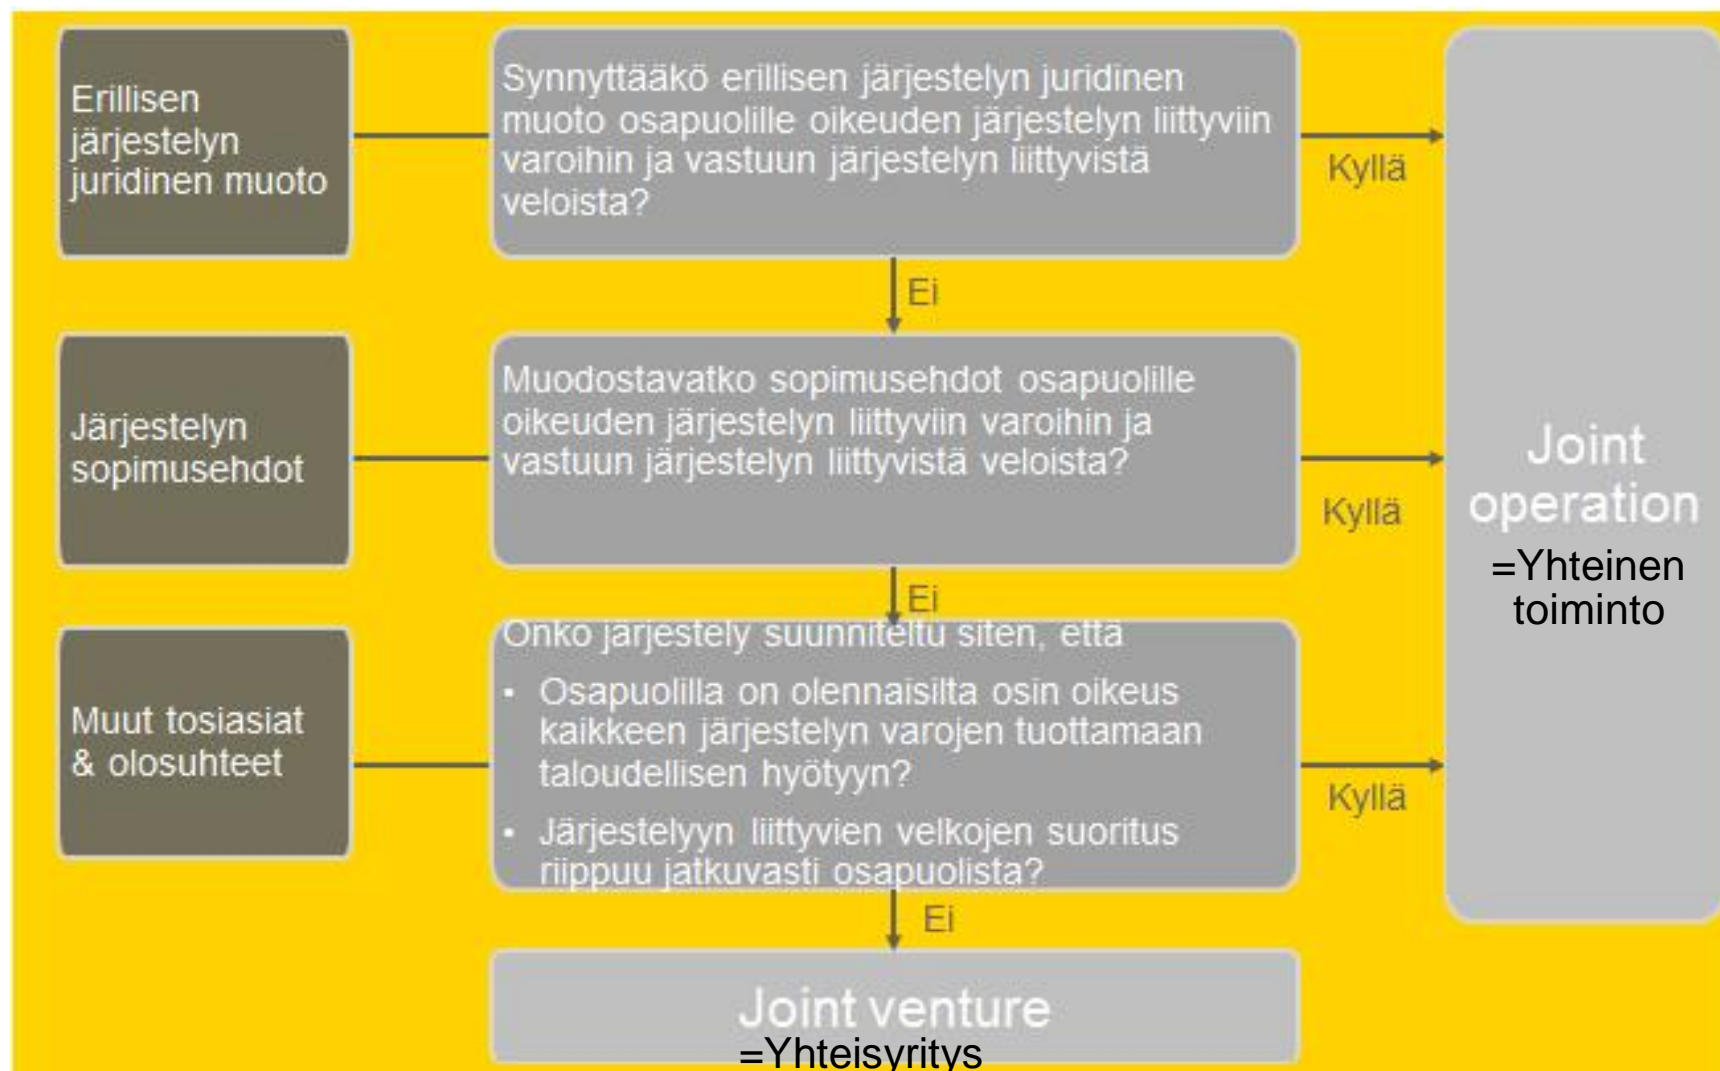 Erillisen
järjestelyn
juridinen muoto
Synnyttääkö erillisen järjestelyn juridinen
muoto osapuolille oikeuden järjestelyn liittyviin
varoihin ja vastuun järjestelyn liittyvistä
veloista?
Kyllä
Ei
Järjestelyn
sopimusehdot
Muodostavatko sopimusehdot osapuolille
oikeuden järjestelyn liittyviin varoihin ja
vastuun järjestelyn liittyvistä veloista?
Kyllä
Ei
Muut tosiasiat
& olosuhteet
Onko järjestely suunniteltu siten, että
▪ Osapuolilla on olennaisilta osin oikeus
kaikkeen järjestelyn varojen tuottamaan
taloudellisen hyötyyn?
▪ Järjestelyyn liittyvien velkojen suoritus
riippuu jatkuvasti osapuolista?
Kyllä
Ei
Joint
operation
=Yhteinen
toiminto
Joint venture
=Yhteisyritys